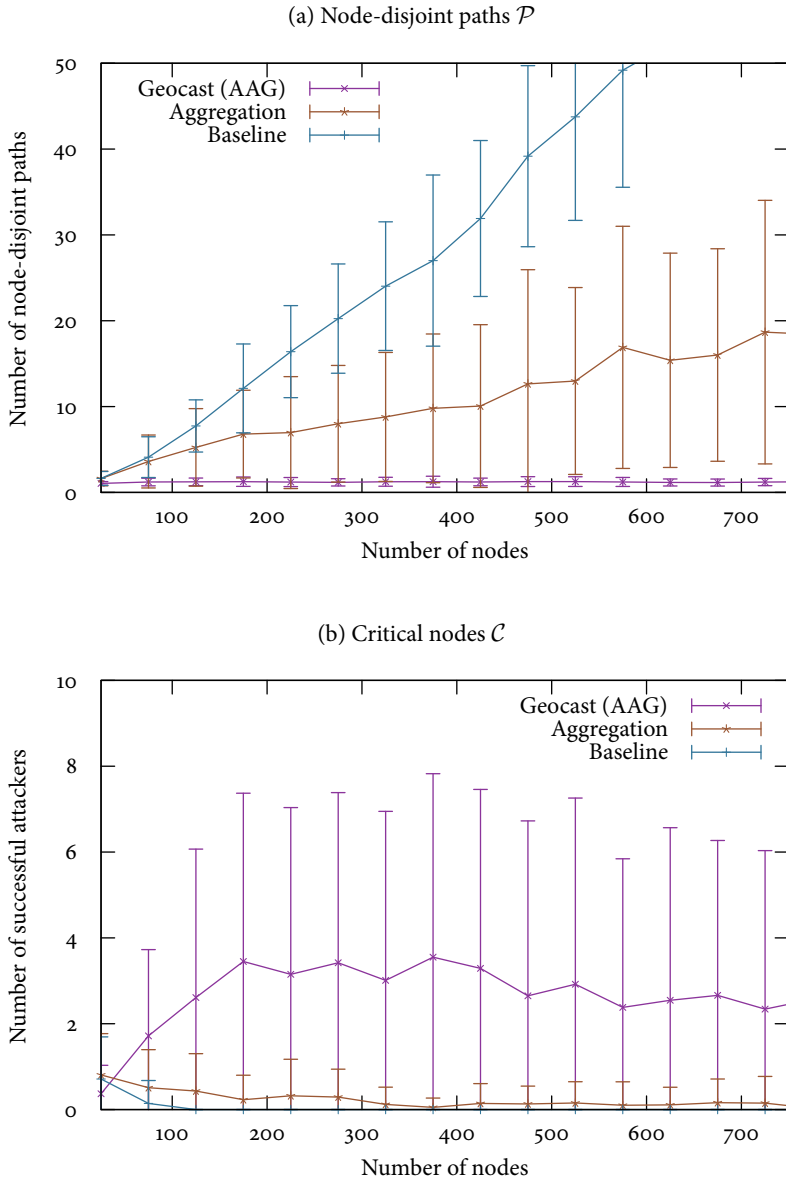 (a) Node-disjoint paths 𝒫
Number of node-disjoint paths
50
40
30
20
10
0
Geocast (AAG)
Aggregation
Baseline
100 200 300 400 500 600 700
Number of nodes
(b) Critical nodes 𝒞
Number of successful attackers
10
8
6
4
2
0
Geocast (AAG)
Aggregation
Baseline
100 200 300 400 500 600 700
Number of nodes